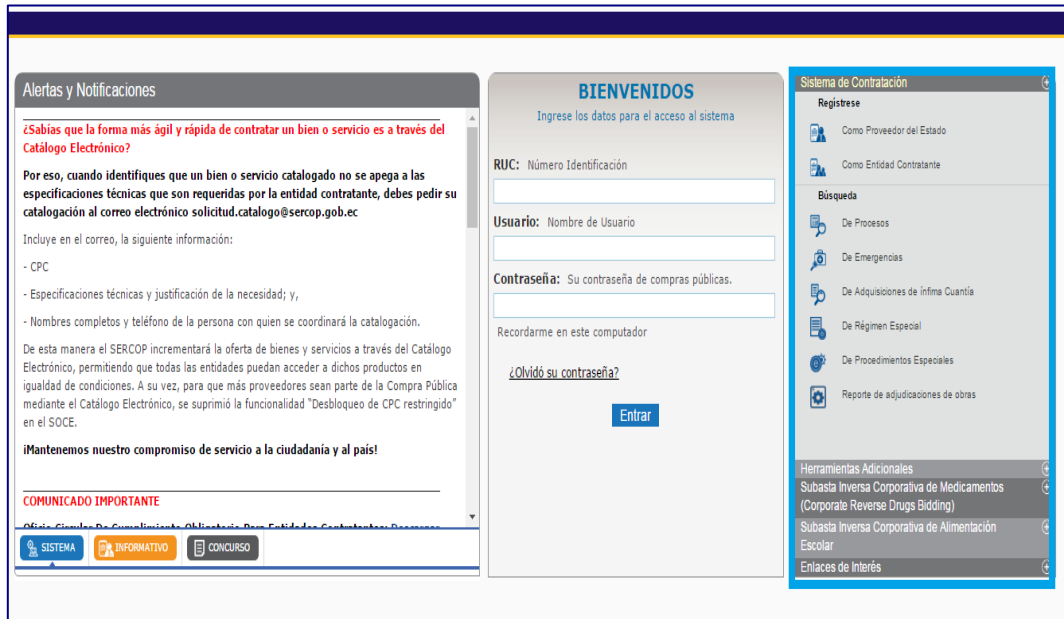 Alertas y Notificaciones
¿Sabías que la forma más ágil y rápida de contratar un bien o servicio es a través del
Catálogo Electrónico?
Por eso, cuando identifiques que un bien o servicio catalogado no se apega a las
especificaciones técnicas que son requeridas por la entidad contratante, debes pedir su
catalogación al correo electrónico solicitud.catalogo@sercop.gob.ec
Incluye en el correo, la siguiente información:
- CPC
- Especificaciones técnicas y justificación de la necesidad; y,
- Nombres completos y teléfono de la persona con quien se coordinará la catalogación.
De esta manera el SERCOP incrementará la oferta de bienes y servicios a través del Catálogo
Electrónico, permitiendo que todas las entidades puedan acceder a dichos productos en
igualdad de condiciones. A su vez, para que más proveedores sean parte de la Compra Pública
mediante el Catálogo Electrónico, se suprimió la funcionalidad "Desbloqueo de CPC restringido"
en el SOCE.
¡Mantenemos nuestro compromiso de servicio a la ciudadanía y al país!
COMUNICADO IMPORTANTE
Oficio Circular De Cumplimiento Obligatorio Para Entidades Contratantes: Descargar
SISTEMA
INFORMATIVO
CONCURSO
BIENVENIDOS
Ingrese los datos para el acceso al sistema
RUC: Número Identificación
Usuario: Nombre de Usuario
Contraseña: Su contraseña de compras públicas.
Recordarme en este computador
¿Olvidó su contraseña?
Entrar
Sistema de Contratación
Registrese
Como Proveedor del Estado
Como Entidad Contratante
Búsqueda
De Procesos
De Emergencias
De Adquisiciones de ínfima Cuantía
De Régimen Especial
De Procedimientos Especiales
Reporte de adjudicaciones de obras
Herramientas Adicionales
Subasta Inversa Corporativa de Medicamentos
(Corporate Reverse Drugs Bidding)
Subasta Inversa Corporativa de Alimentación
Escolar
Enlaces de Interés